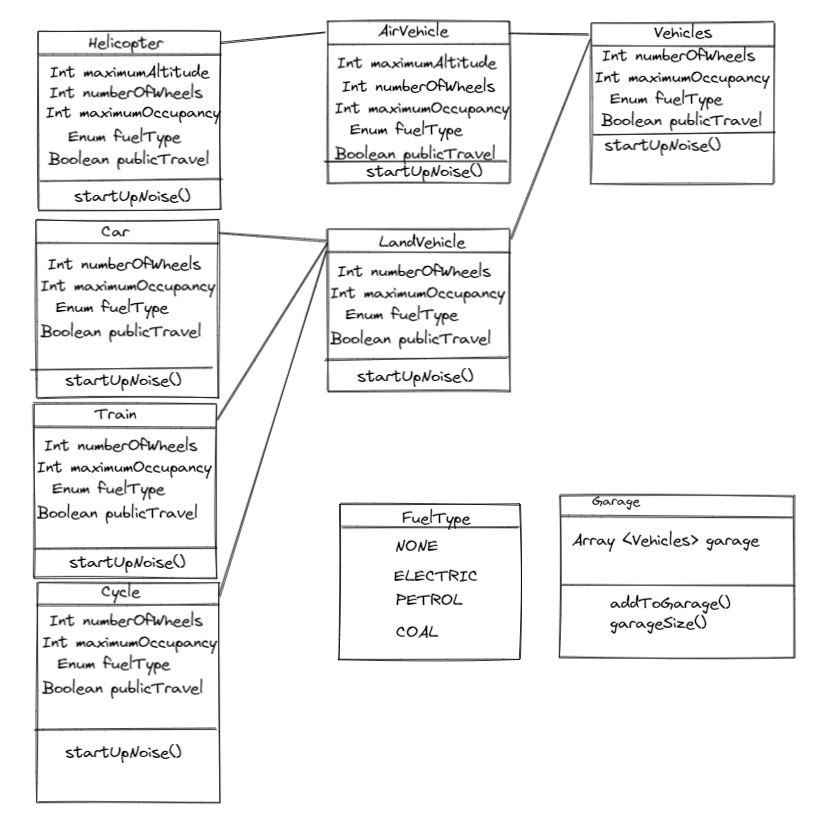 Helicopter
Int maximumAltitude
Int numberOfWheels
Int maximumOccupancy
Enum fuelType
Boolean publicTravel
startUpNoise()
AirVehicle
Int maximumAltitude
Int numberOfWheels
Int maximumOccupancy
Enum fuelType
Boolean publicTravel
startUpNoise()
Vehicles
Int numberOfWheels
Int maximumOccupancy
Enum fuelType
Boolean publicTravel
startUpNoise()
Car
Int numberOfWheels
Int maximumOccupancy
Enum fuelType
Boolean publicTravel
startUpNoise()
LandVehicle
Int numberOfWheels
Int maximumOccupancy
Enum fuelType
Boolean publicTravel
startUpNoise()
Train
Int numberOfWheels
Int maximumOccupancy
Enum fuelType
Boolean publicTravel
startUpNoise()
Cycle
Int numberOfWheels
Int maximumOccupancy
Enum fuelType
Boolean publicTravel
startUpNoise()
FuelType
NONE
ELECTRIC
PETROL
COAL
Garage
Array <Vehicles> garage
addToGarage()
garageSize()